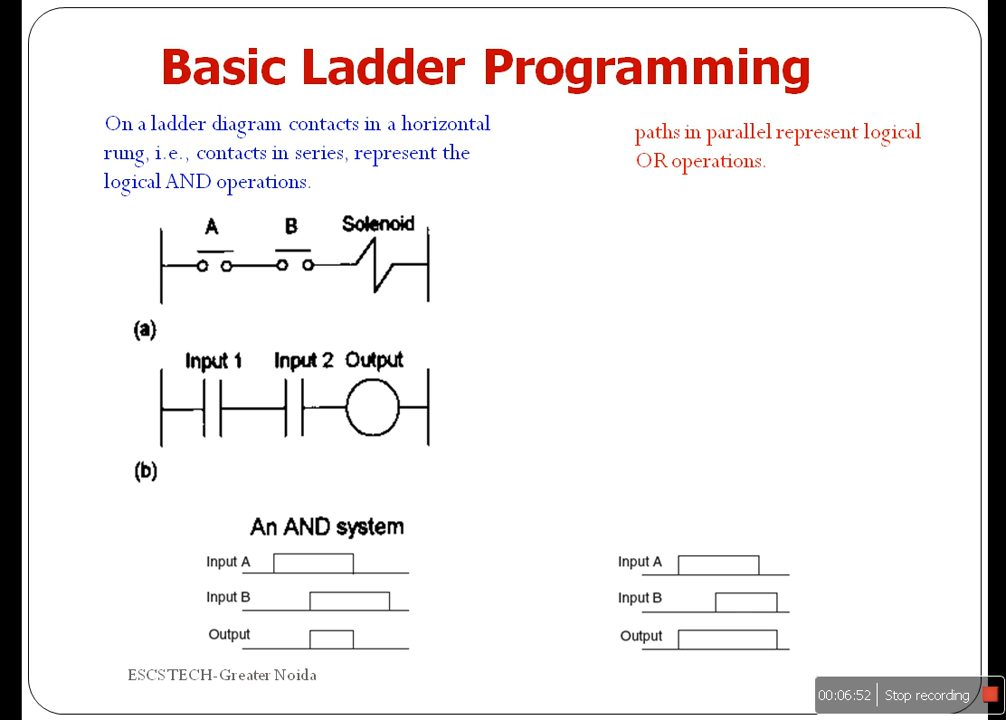 Basic Ladder Programming
On a ladder diagram contacts in a horizontal
rung, i.e., contacts in series, represent the
logical AND operations.
paths in parallel represent logical
OR operations.
A B Solenoid
(a)
Input 1 Input 2 Output
(b)
An AND system
Input A
Input B
Output
Input A
Input B
Output
ESCSTECH-Greater Noida
00:06:52 Stop recording